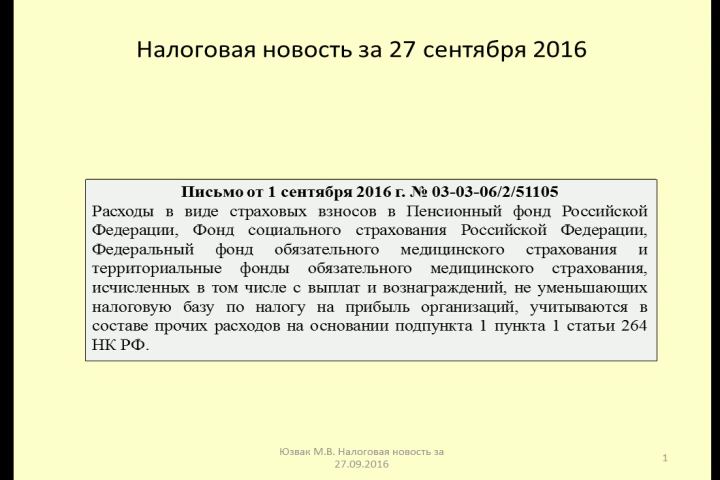 Налоговая новость за 27 сентября 2016
Письмо от 1 сентября 2016 г. № 03-03-06/2/51105
Расходы в виде страховых взносов в Пенсионный фонд Российской
Федерации, Фонд социального страхования Российской Федерации,
Федеральный фонд обязательного медицинского страхования и
территориальные фонды обязательного медицинского страхования,
исчисленных в том числе с выплат и вознаграждений, не уменьшающих
налоговую базу по налогу на прибыль организаций, учитываются в
составе прочих расходов на основании подпункта 1 пункта 1 статьи 264
НК РФ.
Юзвак М.В. Налоговая новость за
27.09.2016
1